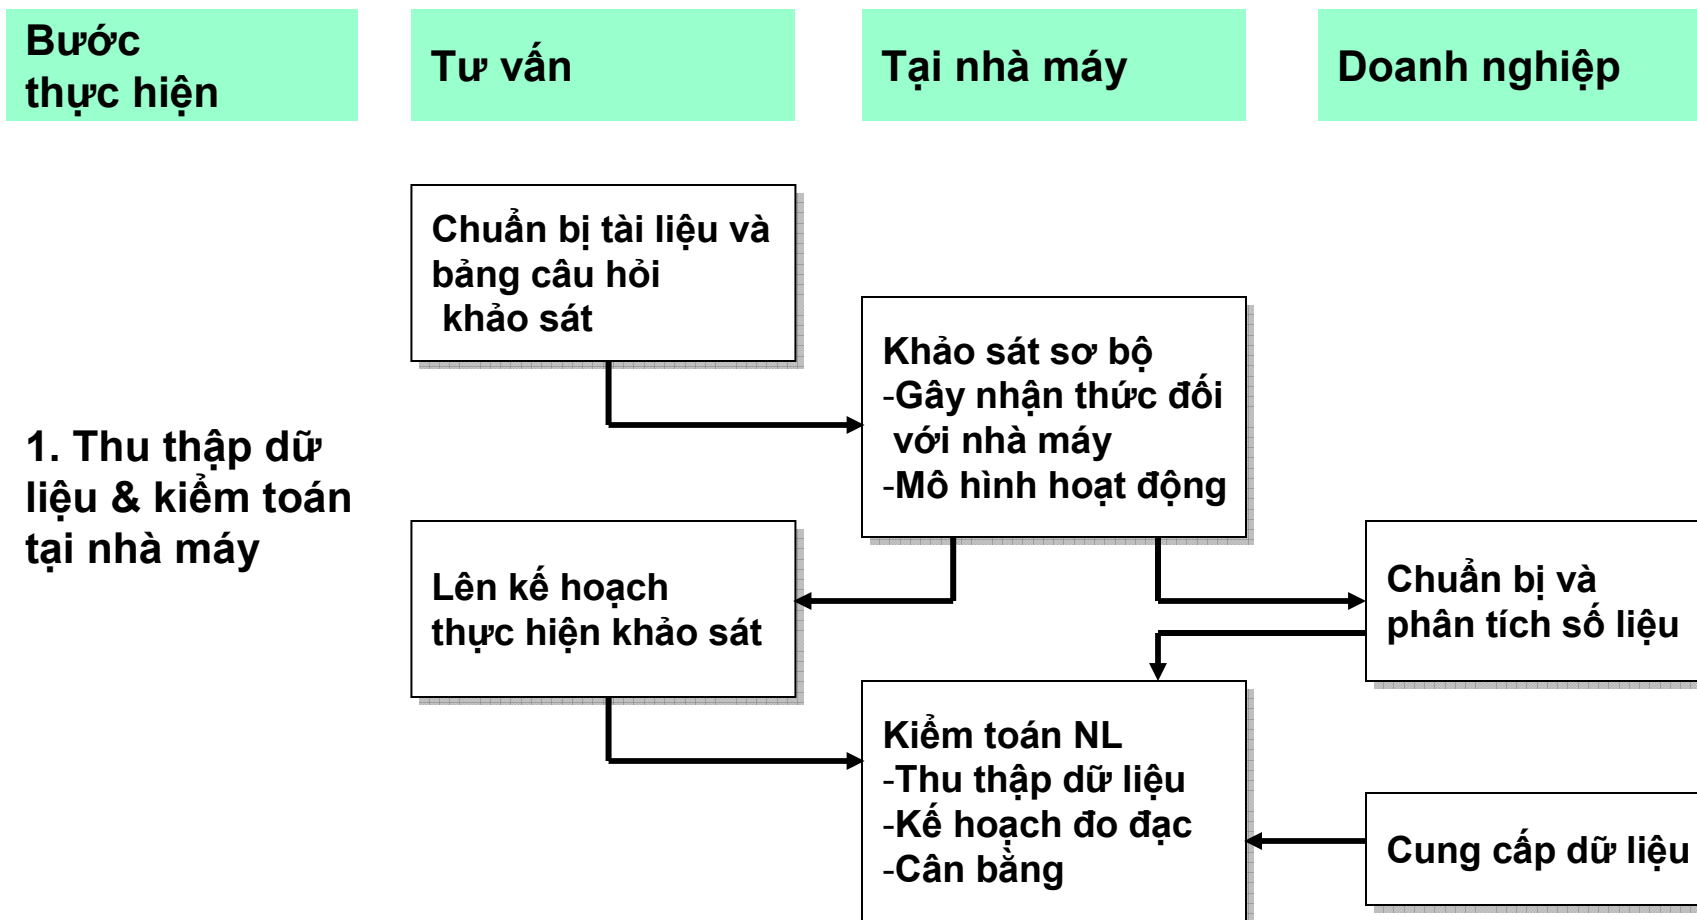 Bước
thực hiện
Tư vấn
Tại nhà máy
Doanh nghiệp
Chuẩn bị tài liệu và
bảng câu hỏi
khảo sát
Khảo sát sơ bộ
-Gây nhận thức đối
với nhà máy
-Mô hình hoạt động
1. Thu thập dữ
liệu & kiểm toán
tại nhà máy
Lên kế hoạch
thực hiện khảo sát
Chuẩn bị và
phân tích số liệu
Kiểm toán NL
-Thu thập dữ liệu
-Kế hoạch đo đạc
-Cân bằng
Cung cấp dữ liệu